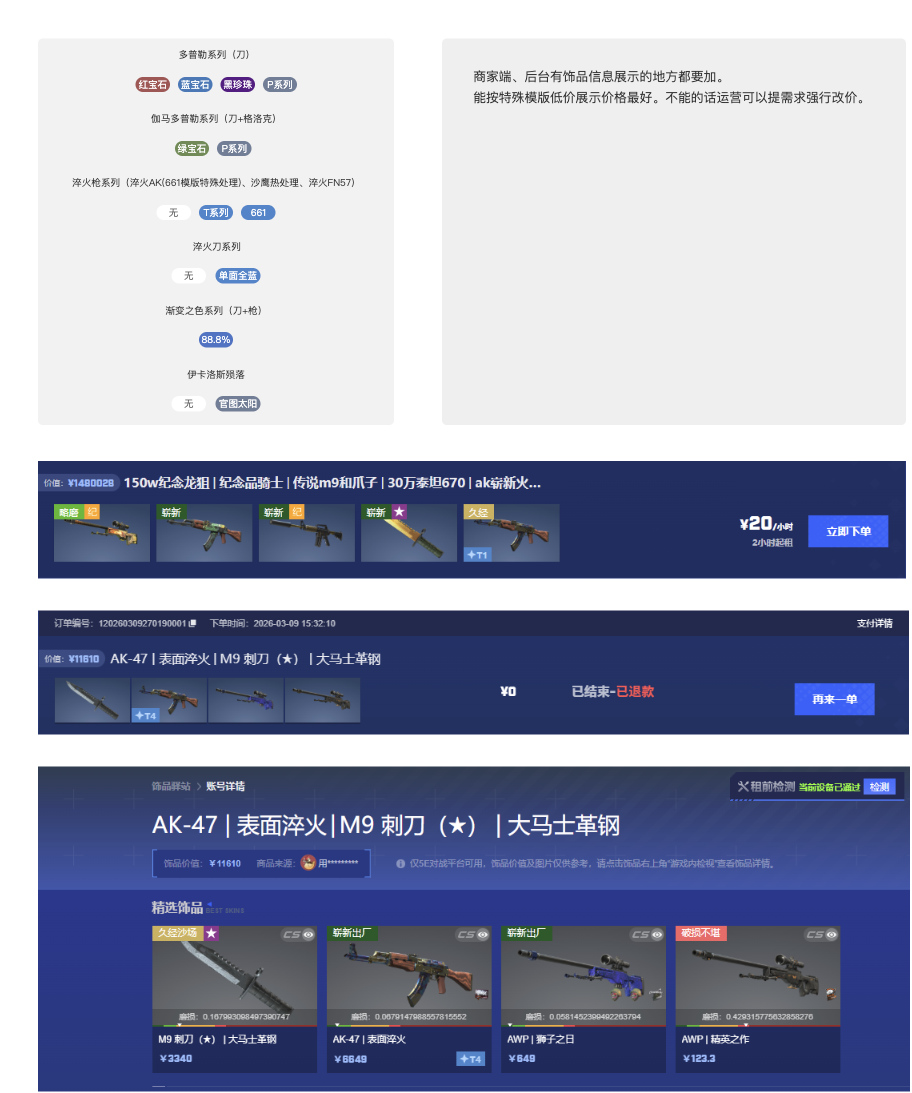 多普勒系列（刀）
红宝石 蓝宝石 黑珍珠 P系列
伽马多普勒系列（刀+格洛克）
绿宝石 P系列
淬火枪系列（淬火AK(661模版特殊处理)、沙鹰热处理、淬火FN57）
无 T系列 661
淬火刀系列
无 单面全蓝
渐变之色系列（刀+枪）
88.8%
伊卡洛斯殒落
无 官图太阳
商家端、后台有饰品信息展示的地方都要加。
能按特殊模版低价展示价格最好。不能的话运营可以提需求强行改价。
价值: ¥1480028 150w纪念龙狙 | 纪念品骑士 | 传说m9和爪子 | 30万泰坦670 | ak崭新火...
略磨 纪 崭新 崭新 纪 崭新 ★ 久经
T1
¥20/小时
2小时起租
立即下单
订单编号: 120260309270190001 下单时间: 2026-03-09 15:32:10 支付详情
价值: ¥11610 AK-47 | 表面淬火 | M9 刺刀（★） | 大马士革钢
T4
¥0 已结束-已退款 再来一单
饰品驿站 > 账号详情
租前检测 当前设备已通过 检测
AK-47 | 表面淬火 | M9 刺刀（★） | 大马士革钢
饰品价值: ¥11610 商品来源: 用********
仅5E对战平台可用，饰品价值及图片仅供参考，请点击饰品右上角“游戏内检视”查看饰品详情。
精选饰品 BEST SKINS
久经沙场 ★ CS 崭新出厂 CS 崭新出厂 CS 破损不堪 CS
磨损: 0.167993098497390747 磨损: 0.0679147988557815552 磨损: 0.0581452399492263794 磨损: 0.429315775632858276
M9 刺刀（★） | 大马士革钢 AK-47 | 表面淬火 AWP | 狮子之日 AWP | 精英之作
¥3340 ¥6649 T4 ¥649 ¥123.3